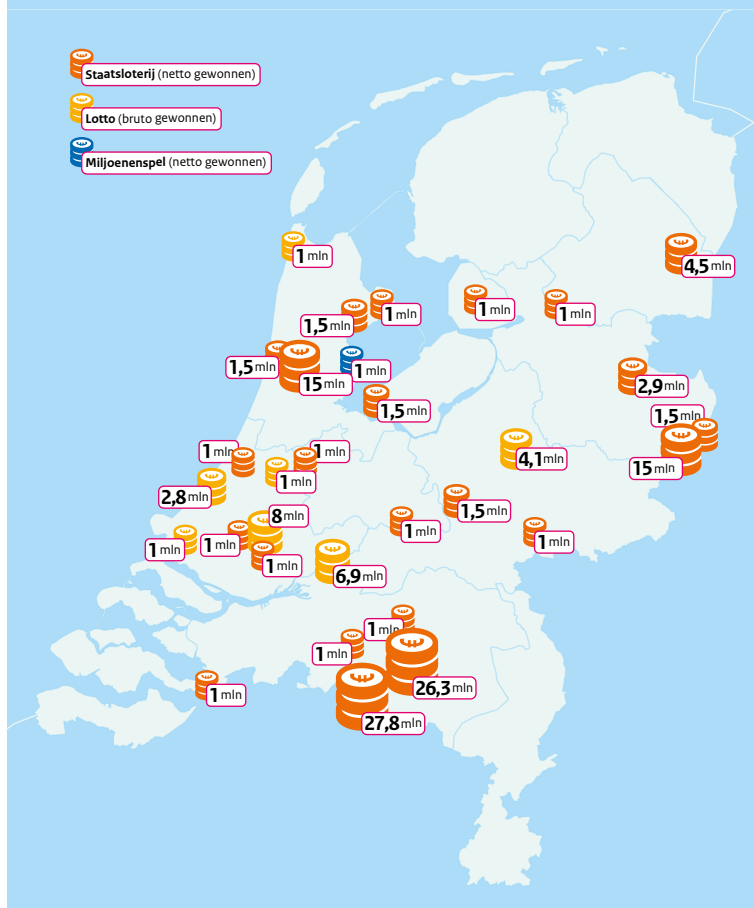 Staatsloterij (netto gewonnen)
Lotto (bruto gewonnen)
Miljoenenspel (netto gewonnen)
1 mln
4,5 mln
1 mln
1 mln
1 mln
1,5 mln
1,5 mln
1 mln
15 mln
2,9 mln
1,5 mln
1,5 mln
1 mln
1 mln
4,1 mln
15 mln
1 mln
2,8 mln
8 mln
1,5 mln
1 mln
1 mln
1 mln
1 mln
1 mln
6,9 mln
1 mln
1 mln
26,3 mln
1 mln
27,8 mln